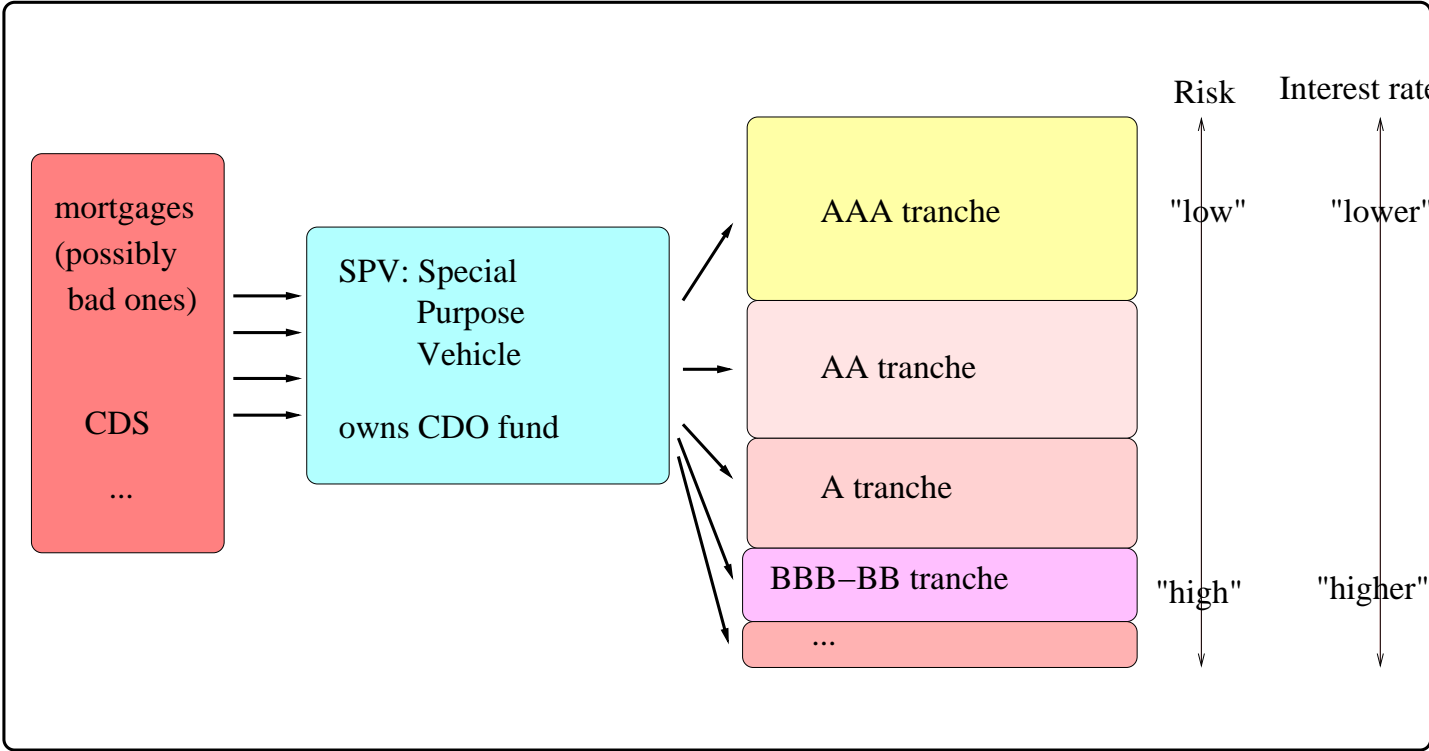 mortgages
(possibly
bad ones)
CDS
...
SPV: Special
Purpose
Vehicle
owns CDO fund
AAA tranche
AA tranche
A tranche
BBB−BB tranche
...
Risk
"low"
"high"
Interest rate
"lower"
"higher"